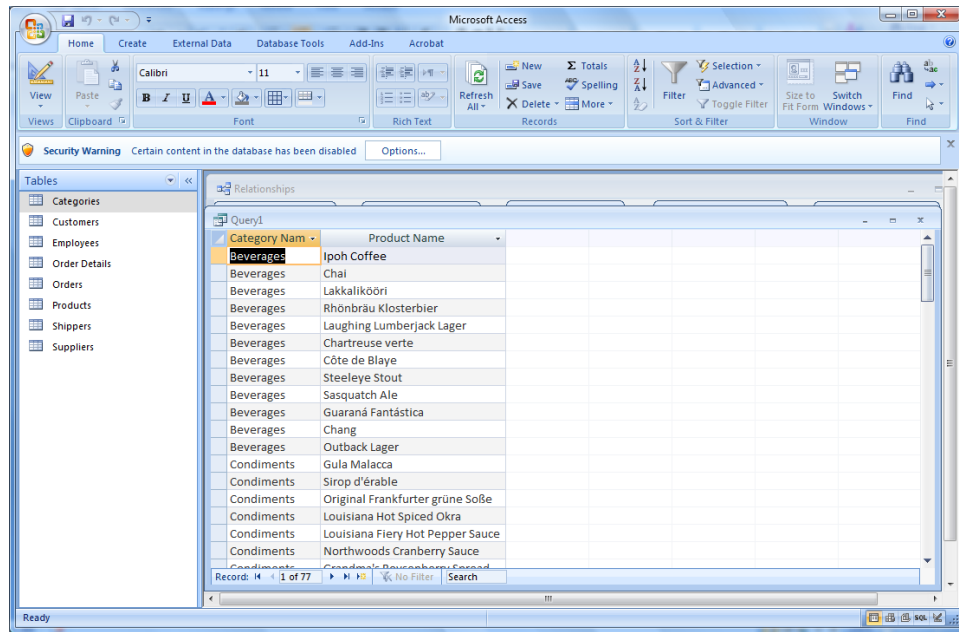 Microsoft Access
Home Create External Data Database Tools Add-Ins Acrobat
View
Views
Paste
Clipboard
Calibri 11
B I U A
Font
Rich Text
Refresh All
New
Save
Delete
Σ Totals
Spelling
More
Records
Filter
Selection
Advanced
Toggle Filter
Sort & Filter
Size to Fit Form
Switch Windows
Window
Find
Find
Security Warning Certain content in the database has been disabled Options...
Tables
Categories
Customers
Employees
Order Details
Orders
Products
Shippers
Suppliers
Relationships
Query1
Category Nam Product Name
Beverages Ipoh Coffee
Beverages Chai
Beverages Lakkalikööri
Beverages Rhönbräu Klosterbier
Beverages Laughing Lumberjack Lager
Beverages Chartreuse verte
Beverages Côte de Blaye
Beverages Steeleye Stout
Beverages Sasquatch Ale
Beverages Guaraná Fantástica
Beverages Chang
Beverages Outback Lager
Condiments Gula Malacca
Condiments Sirop d'érable
Condiments Original Frankfurter grüne Soße
Condiments Louisiana Hot Spiced Okra
Condiments Louisiana Fiery Hot Pepper Sauce
Condiments Northwoods Cranberry Sauce
Condiments Grandma's Boysenberry Spread
Record: 1 of 77 No Filter Search
Ready SQL